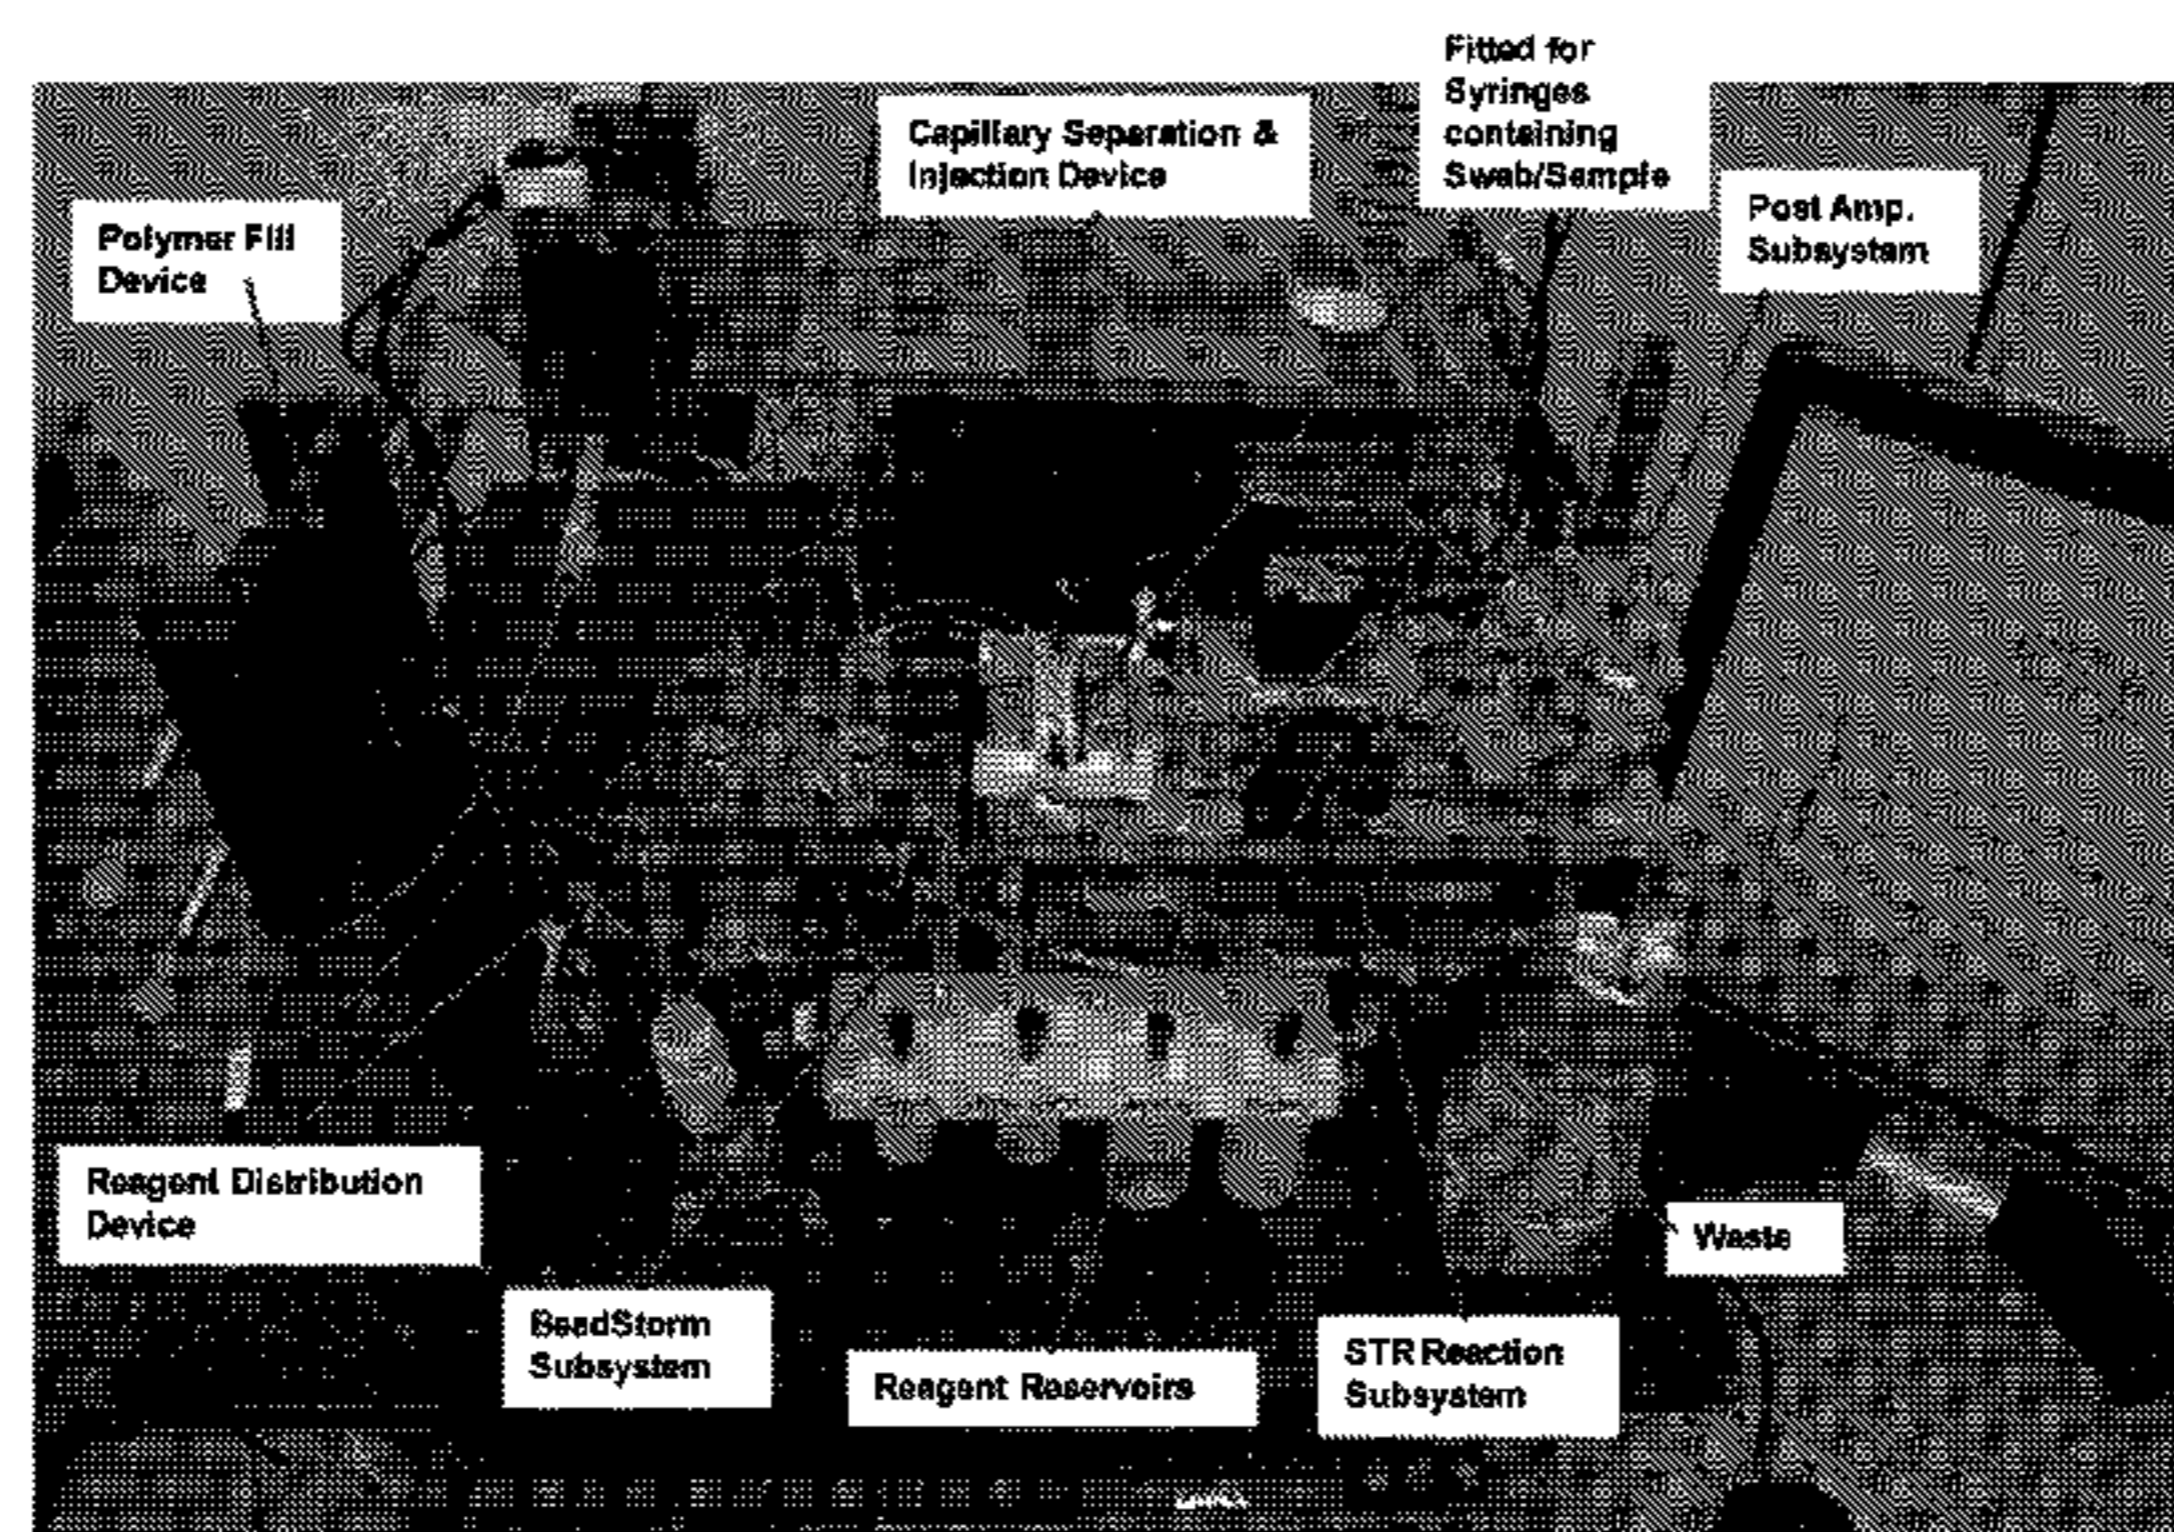 Fitted for
Syringes
containing
Swab/Sample
Capillary Separation &
Injection Device
Post Amp.
Subsystem
Polymer Fill
Device
Reagent Distribution
Device
Waste
BeadStorm
Subsystem
STR Reaction
Subsystem
Reagent Reservoirs